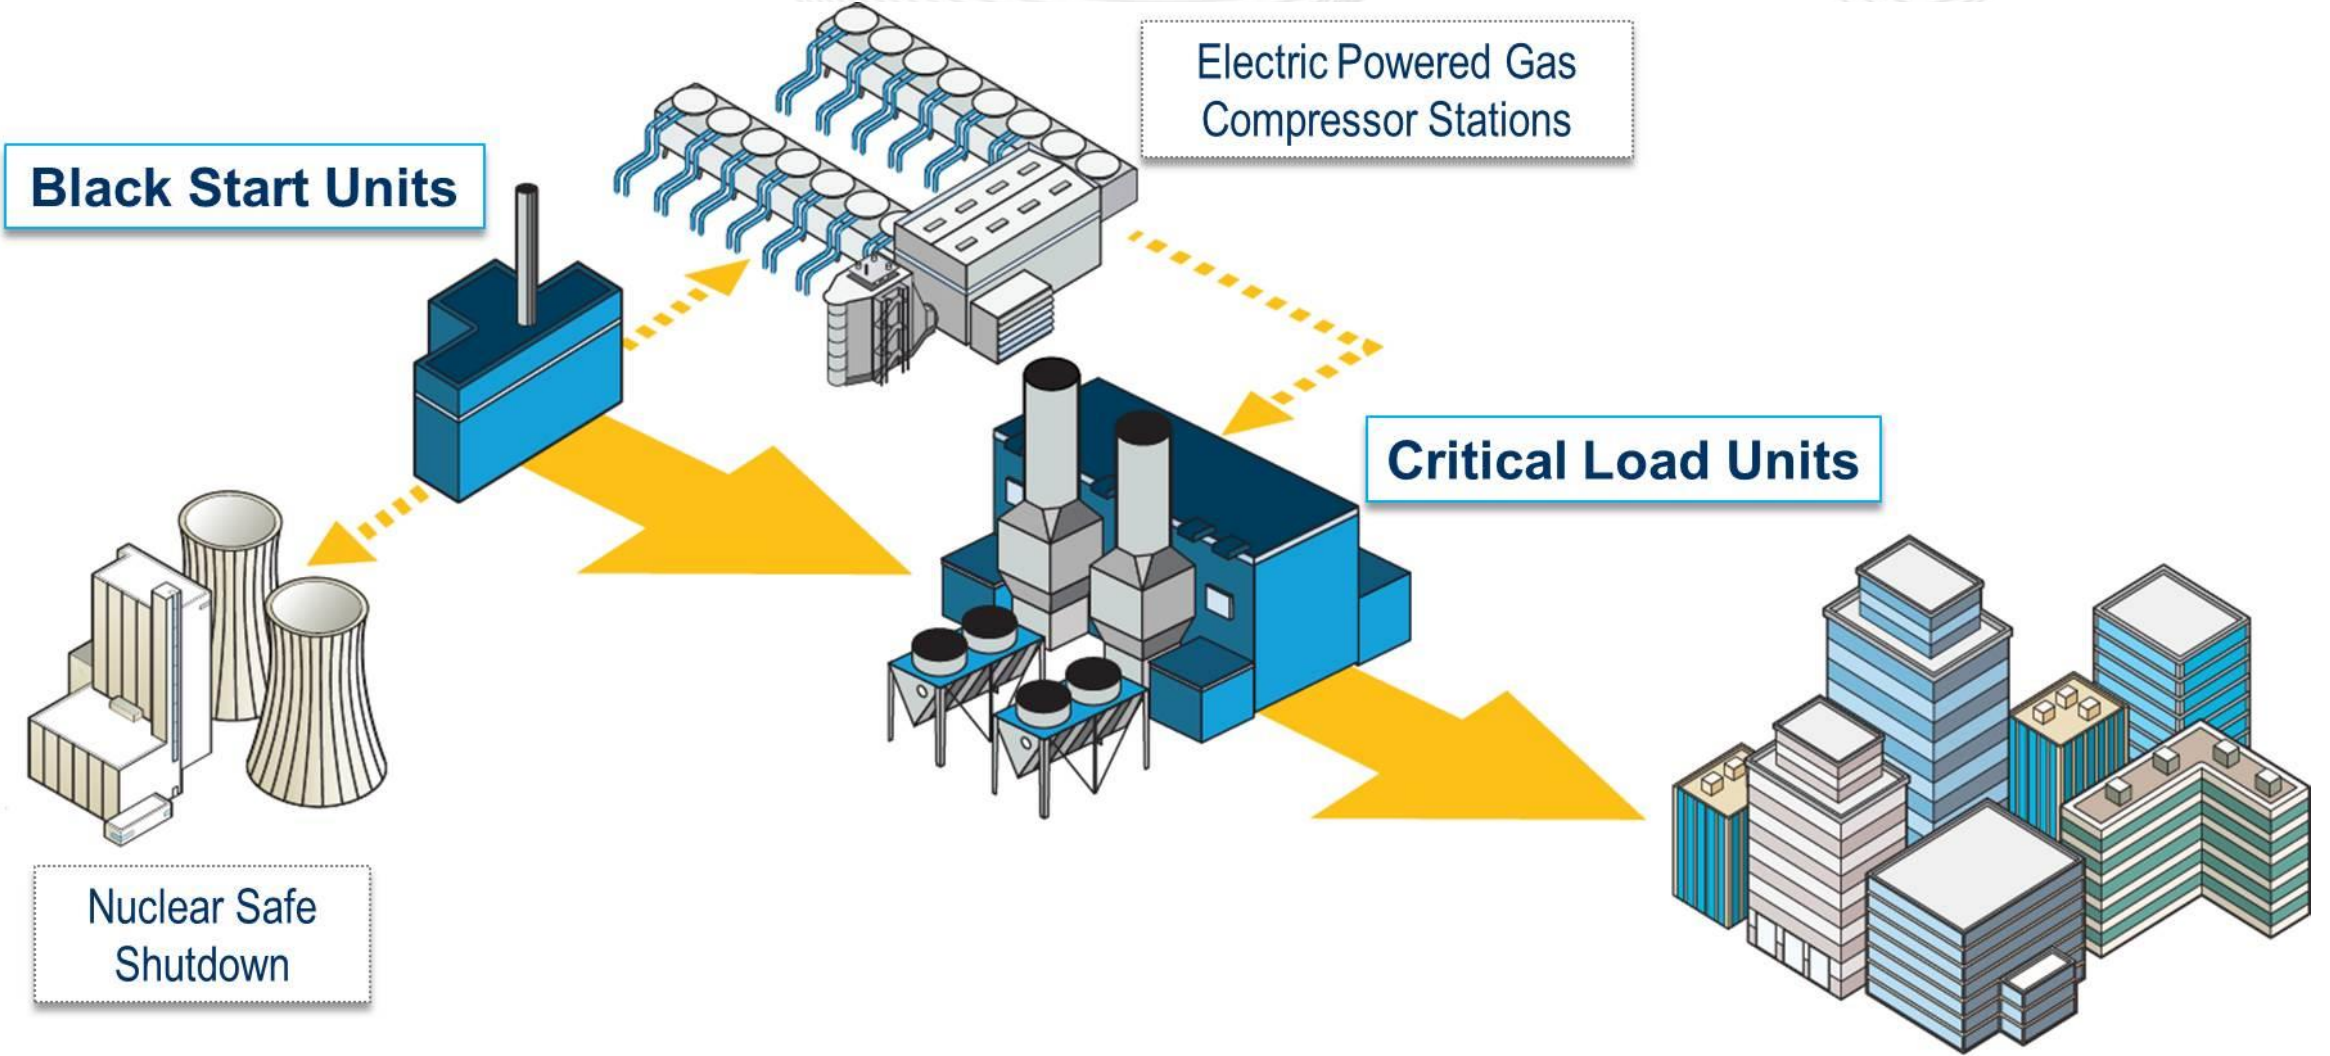 Electric Powered Gas
Compressor Stations
Black Start Units
Critical Load Units
Nuclear Safe
Shutdown